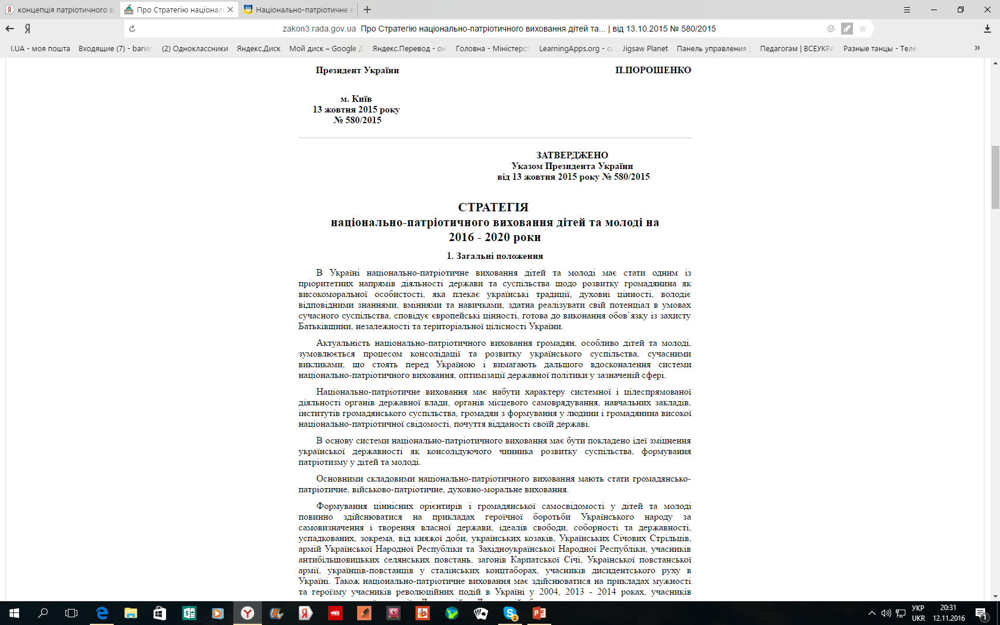 концепція патріотичного в
Про Стратегію національ
Національно-патріотичне в
zakon3.rada.gov.ua Про Стратегію національно-патріотичного виховання дітей та... | від 13.10.2015 № 580/2015
I.UA - моя пошта Входящие (7) - barvin (2) Одноклассники Яндекс.Диск Мой диск – Google Д Яндекс.Перевод - он Головна - Міністерст LearningApps.org - cо Jigsaw Planet Панель управления Педагогам | ВСЕУКРА Разные танцы - Теле »
Президент України П.ПОРОШЕНКО
м. Київ
13 жовтня 2015 року
№ 580/2015
ЗАТВЕРДЖЕНО
Указом Президента України
від 13 жовтня 2015 року № 580/2015
СТРАТЕГІЯ
національно-патріотичного виховання дітей та молоді на
2016 - 2020 роки
1. Загальні положення
В Україні національно-патріотичне виховання дітей та молоді має стати одним із
пріоритетних напрямів діяльності держави та суспільства щодо розвитку громадянина як
високоморальної особистості, яка плекає українські традиції, духовні цінності, володіє
відповідними знаннями, вміннями та навичками, здатна реалізувати свій потенціал в умовах
сучасного суспільства, сповідує європейські цінності, готова до виконання обов’язку із захисту
Батьківщини, незалежності та територіальної цілісності України.
Актуальність національно-патріотичного виховання громадян, особливо дітей та молоді,
зумовлюється процесом консолідації та розвитку українського суспільства, сучасними
викликами, що стоять перед Україною і вимагають дальшого вдосконалення системи
національно-патріотичного виховання, оптимізації державної політики у зазначеній сфері.
Національно-патріотичне виховання має набути характеру системної і цілеспрямованої
діяльності органів державної влади, органів місцевого самоврядування, навчальних закладів,
інститутів громадянського суспільства, громадян з формування у людини і громадянина високої
національно-патріотичної свідомості, почуття відданості своїй державі.
В основу системи національно-патріотичного виховання має бути покладено ідеї зміцнення
української державності як консолідуючого чинника розвитку суспільства, формування
патріотизму у дітей та молоді.
Основними складовими національно-патріотичного виховання мають стати громадянсько-
патріотичне, військово-патріотичне, духовно-моральне виховання.
Формування ціннісних орієнтирів і громадянської самосвідомості у дітей та молоді
повинно здійснюватися на прикладах героїчної боротьби Українського народу за
самовизначення і творення власної держави, ідеалів свободи, соборності та державності,
успадкованих, зокрема, від княжої доби, українських козаків, Українських Січових Стрільців,
армій Української Народної Республіки та Західноукраїнської Народної Республіки, учасників
антибільшовицьких селянських повстань, загонів Карпатської Січі, Української повстанської
армії, українців-повстанців у сталінських концтаборах, учасників дисидентського руху в
Україні. Також національно-патріотичне виховання має здійснюватися на прикладах мужності
та героїзму учасників революційних подій в Україні у 2004, 2013 - 2014 роках, учасників
УКР
UKR
20:31
12.11.2016